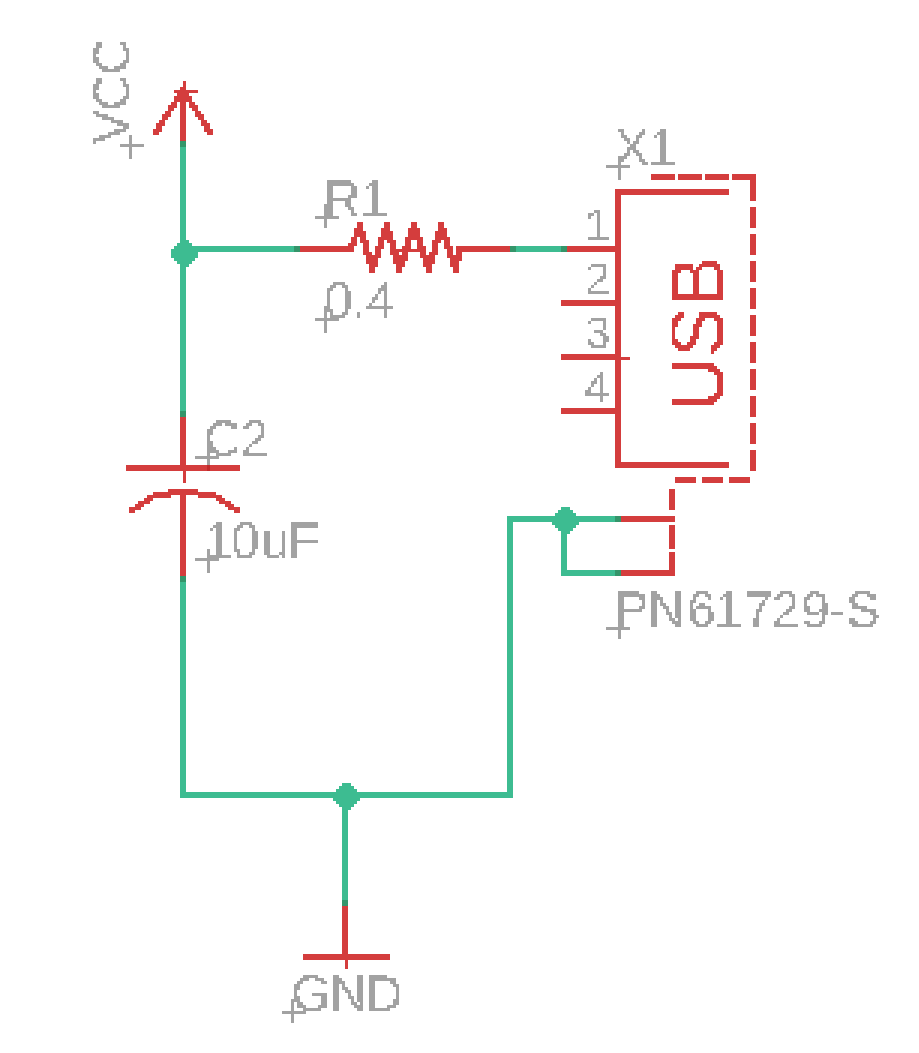 VCC
X1
R1
1
0.4
2
3
4
USB
C2
10uF
PN61729-S
GND